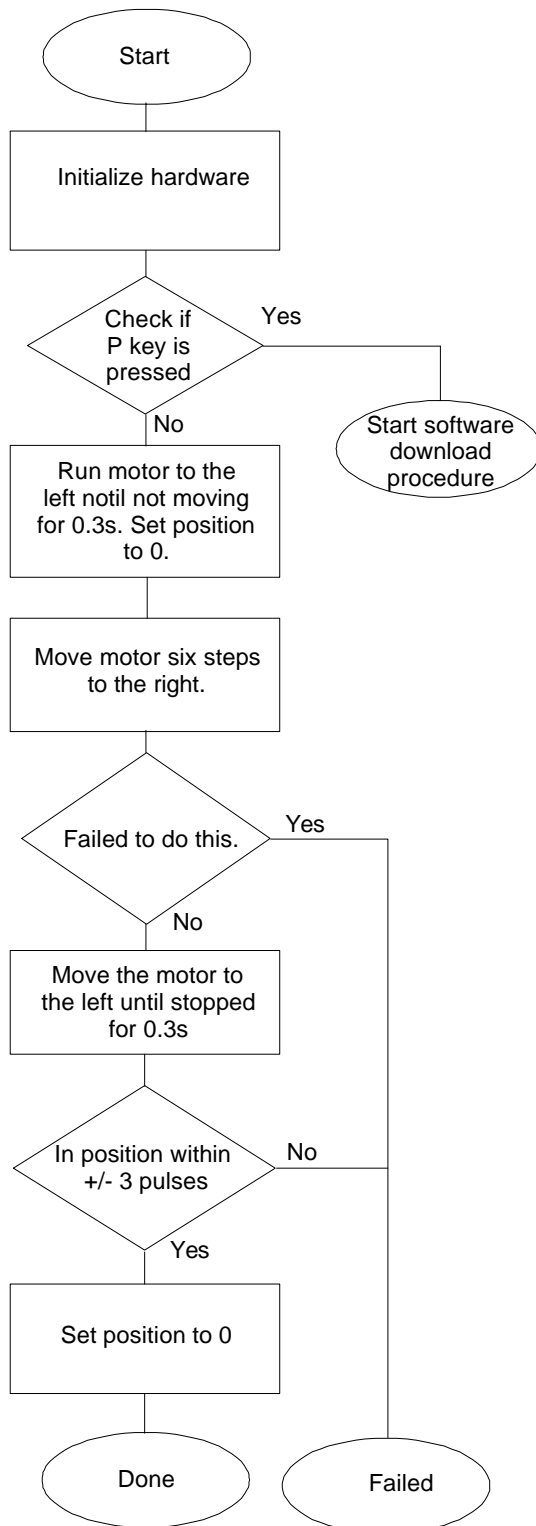 Start
Initialize hardware
Check if
P key is
pressed
Yes
No
Start software
download
procedure
Run motor to the
left notil not moving
for 0.3s. Set position
to 0.
Move motor six steps
to the right.
Failed to do this.
Yes
No
Move the motor to
the left until stopped
for 0.3s
In position within
+/- 3 pulses
No
Yes
Set position to 0
Done
Failed